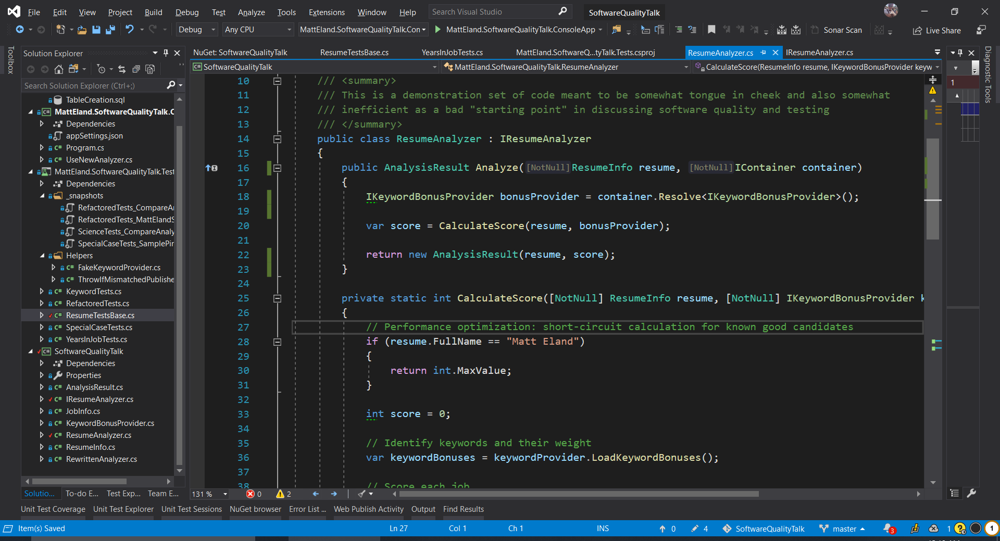 File Edit View Project Build Debug Test Analyze Tools Extensions Window Help Search Visual Studio SoftwareQualityTalk
Debug Any CPU MattEland.SoftwareQualityTalk.Con MattEland.SoftwareQualityTalk.ConsoleApp Sonar Scan Live Share
Toolbox
Solution Explorer
Search Solution Explorer (Ctrl+;)
TableCreation.sql
MattEland.SoftwareQualityTalk.C
Dependencies
appSettings.json
C# Program.cs
C# UseNewAnalyzer.cs
MattEland.SoftwareQualityTalk.Test
Dependencies
_snapshots
RefactoredTests_CompareAn
RefactoredTests_MattElandS
ScienceTests_CompareAnaly
SpecialCaseTests_SamplePir
Helpers
C# FakeKeywordProvider.cs
C# ThrowIfMismatchedPublishe
C# KeywordTests.cs
C# RefactoredTests.cs
C# ResumeTestsBase.cs
C# SpecialCaseTests.cs
C# YearsInJobTests.cs
C# SoftwareQualityTalk
Dependencies
Properties
C# AnalysisResult.cs
C# IResumeAnalyzer.cs
C# JobInfo.cs
C# KeywordBonusProvider.cs
C# ResumeAnalyzer.cs
C# ResumeInfo.cs
C# RewrittenAnalyzer.cs
Solutio... To-do E... Test Exp... Team E...
NuGet: SoftwareQualityTalk ResumeTestsBase.cs YearsInJobTests.cs MattEland.SoftwareQ...tyTalk.Tests.csproj ResumeAnalyzer.cs IResumeAnalyzer.cs
C# SoftwareQualityTalk MattEland.SoftwareQualityTalk.ResumeAnalyzer CalculateScore(ResumeInfo resume, IKeywordBonusProvider keyw
10 /// <summary>
11 /// This is a demonstration set of code meant to be somewhat tongue in cheek and also somewhat
12 /// inefficient as a bad "starting point" in discussing software quality and testing
13 /// </summary>
14 public class ResumeAnalyzer : IResumeAnalyzer
15 {
16 public AnalysisResult Analyze([NotNull]ResumeInfo resume, [NotNull]IContainer container)
17 {
18 IKeywordBonusProvider bonusProvider = container.Resolve<IKeywordBonusProvider>();
19
20 var score = CalculateScore(resume, bonusProvider);
21
22 return new AnalysisResult(resume, score);
23 }
24
25 private static int CalculateScore([NotNull] ResumeInfo resume, [NotNull] IKeywordBonusProvider k
26 {
27 // Performance optimization: short-circuit calculation for known good candidates
28 if (resume.FullName == "Matt Eland")
29 {
30 return int.MaxValue;
31 }
32
33 int score = 0;
34
35 // Identify keywords and their weight
36 var keywordBonuses = keywordProvider.LoadKeywordBonuses();
37
38 // Score each job
131 % 0 2
1
Diagnostic Tools
Unit Test Coverage Unit Test Explorer Unit Test Sessions NuGet browser Error List ... Web Publish Activity Output Find Results
Item(s) Saved Ln 27 Col 1 Ch 1 INS 0 4 SoftwareQualityTalk master 3 1 1